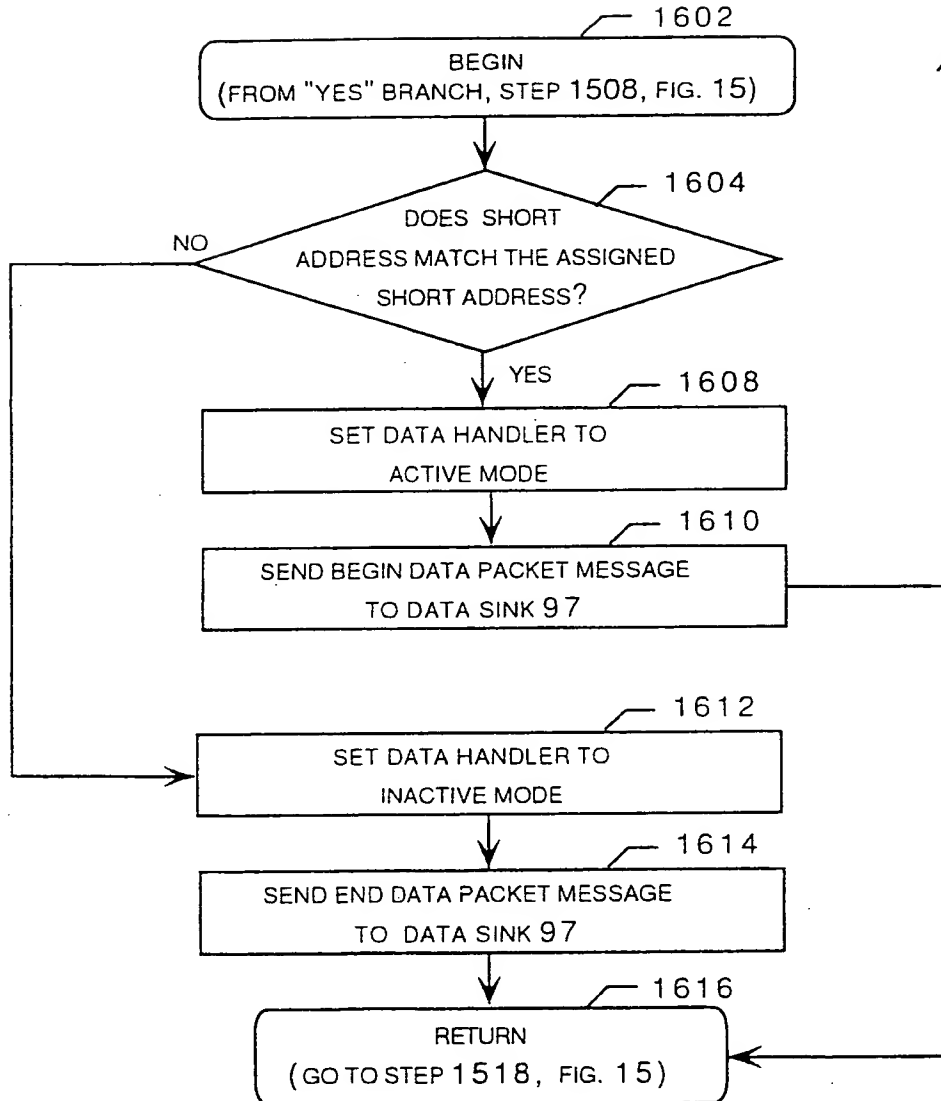 1602
BEGIN
(FROM "YES" BRANCH, STEP 1508, FIG. 15)
1604
DOES SHORT
ADDRESS MATCH THE ASSIGNED
SHORT ADDRESS?
NO
YES
1608
SET DATA HANDLER TO
ACTIVE MODE
1610
SEND BEGIN DATA PACKET MESSAGE
TO DATA SINK 97
1612
SET DATA HANDLER TO
INACTIVE MODE
1614
SEND END DATA PACKET MESSAGE
TO DATA SINK 97
1616
RETURN
(GO TO STEP 1518, FIG. 15)